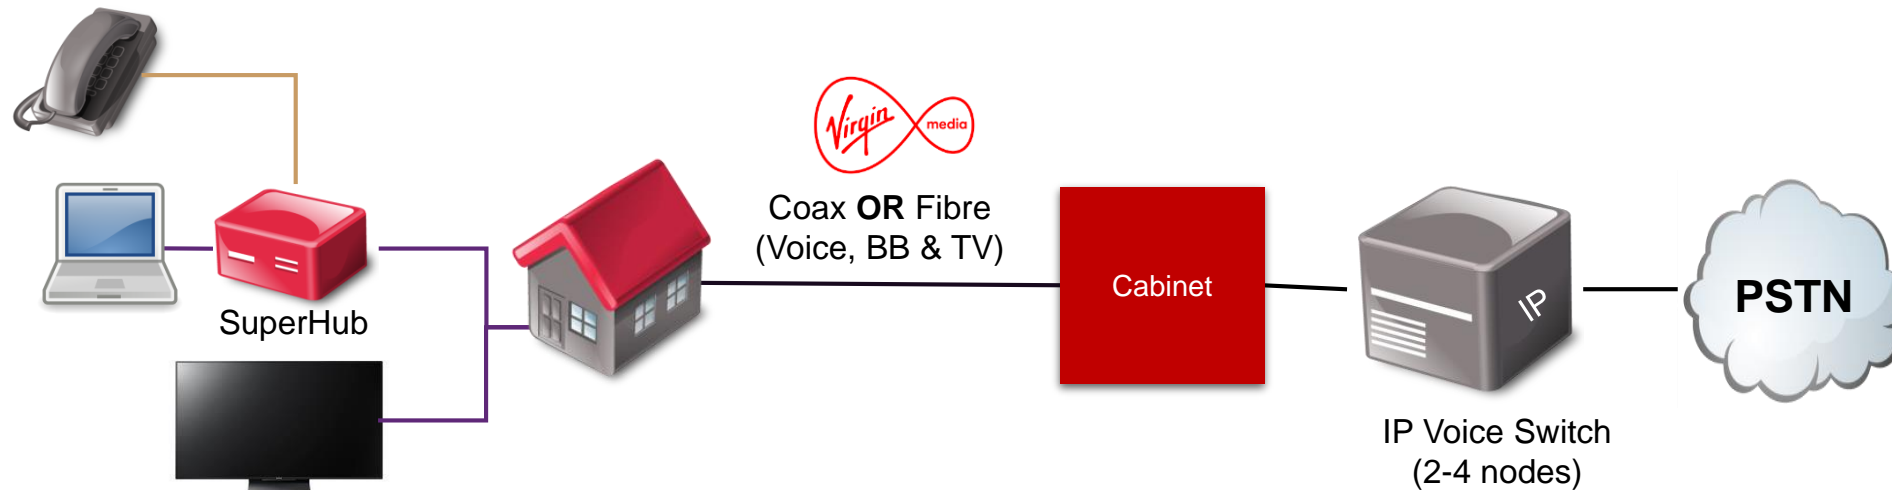 Virgin media
Coax OR Fibre
(Voice, BB & TV)
SuperHub
Cabinet
IP
IP Voice Switch
(2-4 nodes)
PSTN